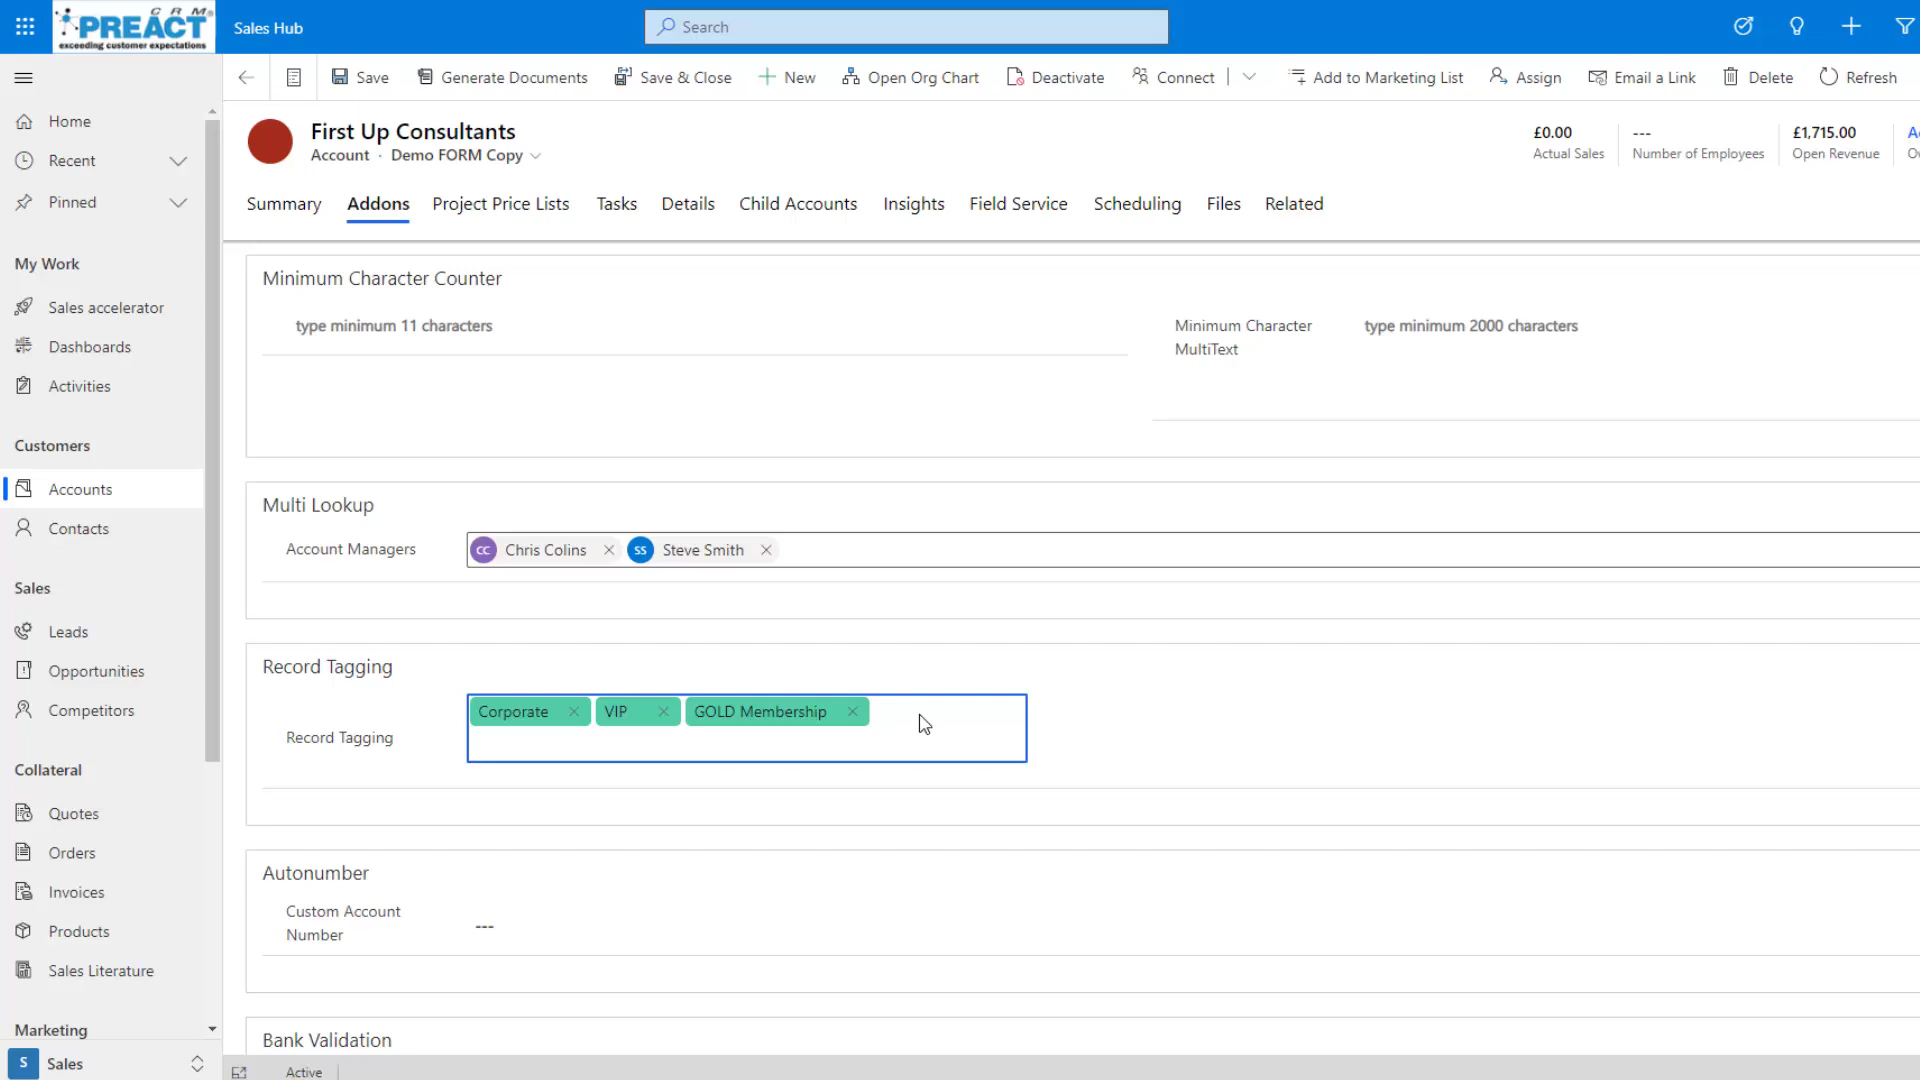 CRM
PREACT
exceeding customer expectations
Sales Hub
Search
Save
Generate Documents
Save & Close
New
Open Org Chart
Deactivate
Connect
Add to Marketing List
Assign
Email a Link
Delete
Refresh
Home
Recent
Pinned
My Work
Sales accelerator
Dashboards
Activities
Customers
Accounts
Contacts
Sales
Leads
Opportunities
Competitors
Collateral
Quotes
Orders
Invoices
Products
Sales Literature
Marketing
S Sales
First Up Consultants
Account · Demo FORM Copy
£0.00
Actual Sales
---
Number of Employees
£1,715.00
Open Revenue
Summary
Addons
Project Price Lists
Tasks
Details
Child Accounts
Insights
Field Service
Scheduling
Files
Related
Minimum Character Counter
type minimum 11 characters
Minimum Character
MultiText
type minimum 2000 characters
Multi Lookup
Account Managers
CC Chris Colins
SS Steve Smith
Record Tagging
Record Tagging
Corporate
VIP
GOLD Membership
Autonumber
Custom Account
Number
---
Bank Validation
Active